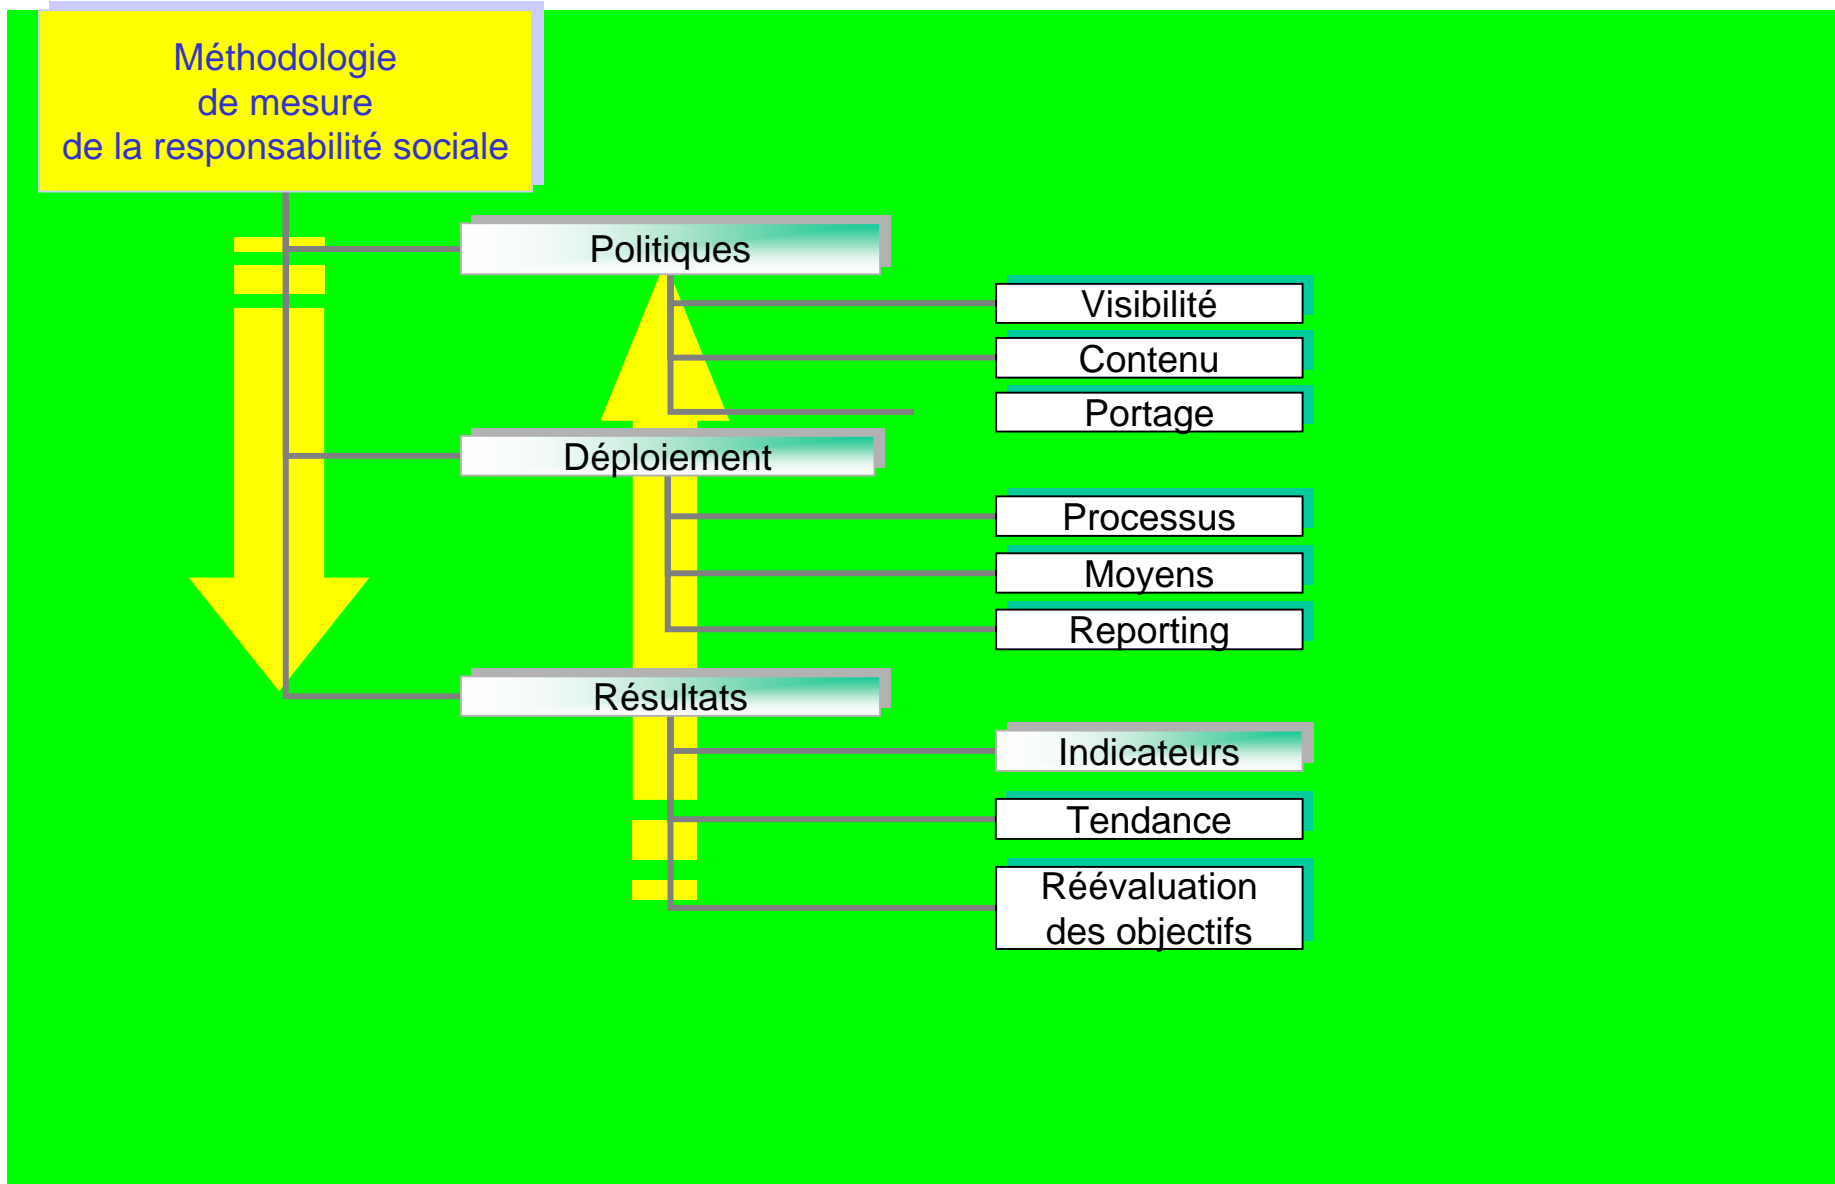 Méthodologie
de mesure
de la responsabilité sociale
Politiques
Visibilité
Contenu
Portage
Déploiement
Processus
Moyens
Reporting
Résultats
Indicateurs
Tendance
Réévaluation
des objectifs